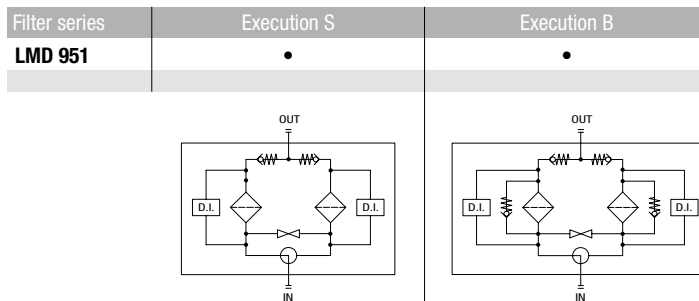 Filter series Execution S Execution B
LMD 951 • •
OUT OUT
D.I. D.I. D.I. D.I.
IN IN